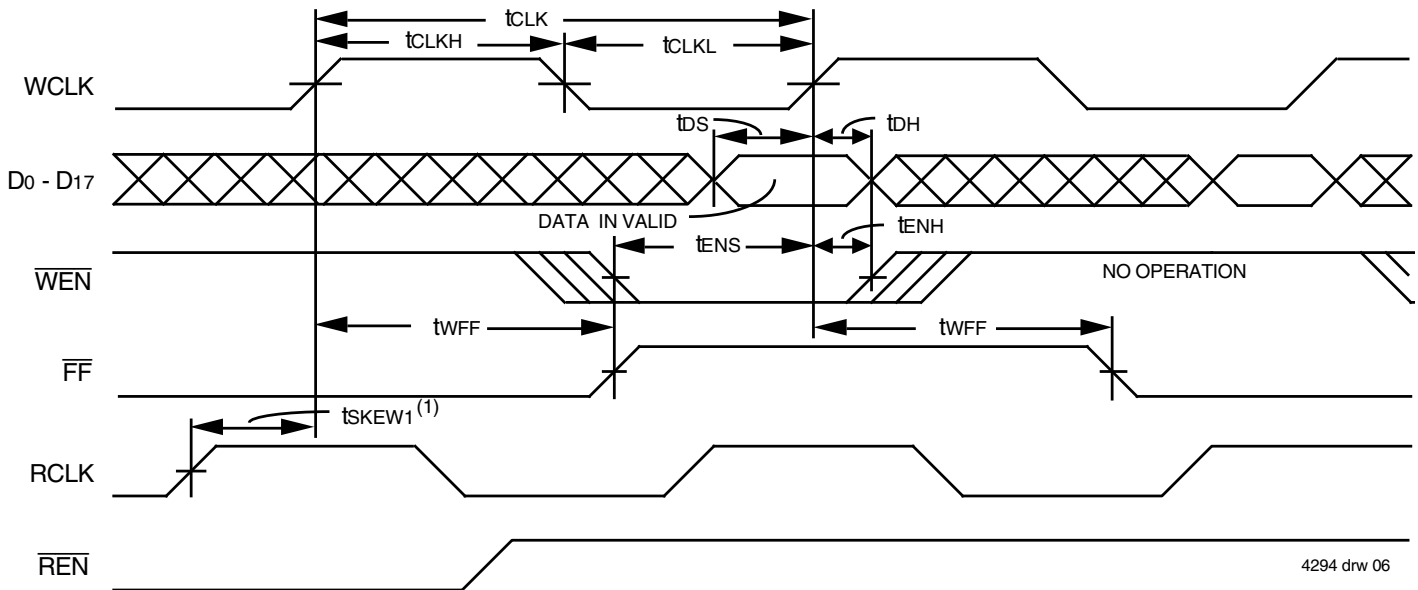 tCLK
tCLKH
tCLKL
WCLK
tDS
tDH
D0 - D17
DATA IN VALID
tENS
tENH
WEN
NO OPERATION
tWFF
tWFF
FF
tSKEW1(1)
RCLK
REN
4294 drw 06